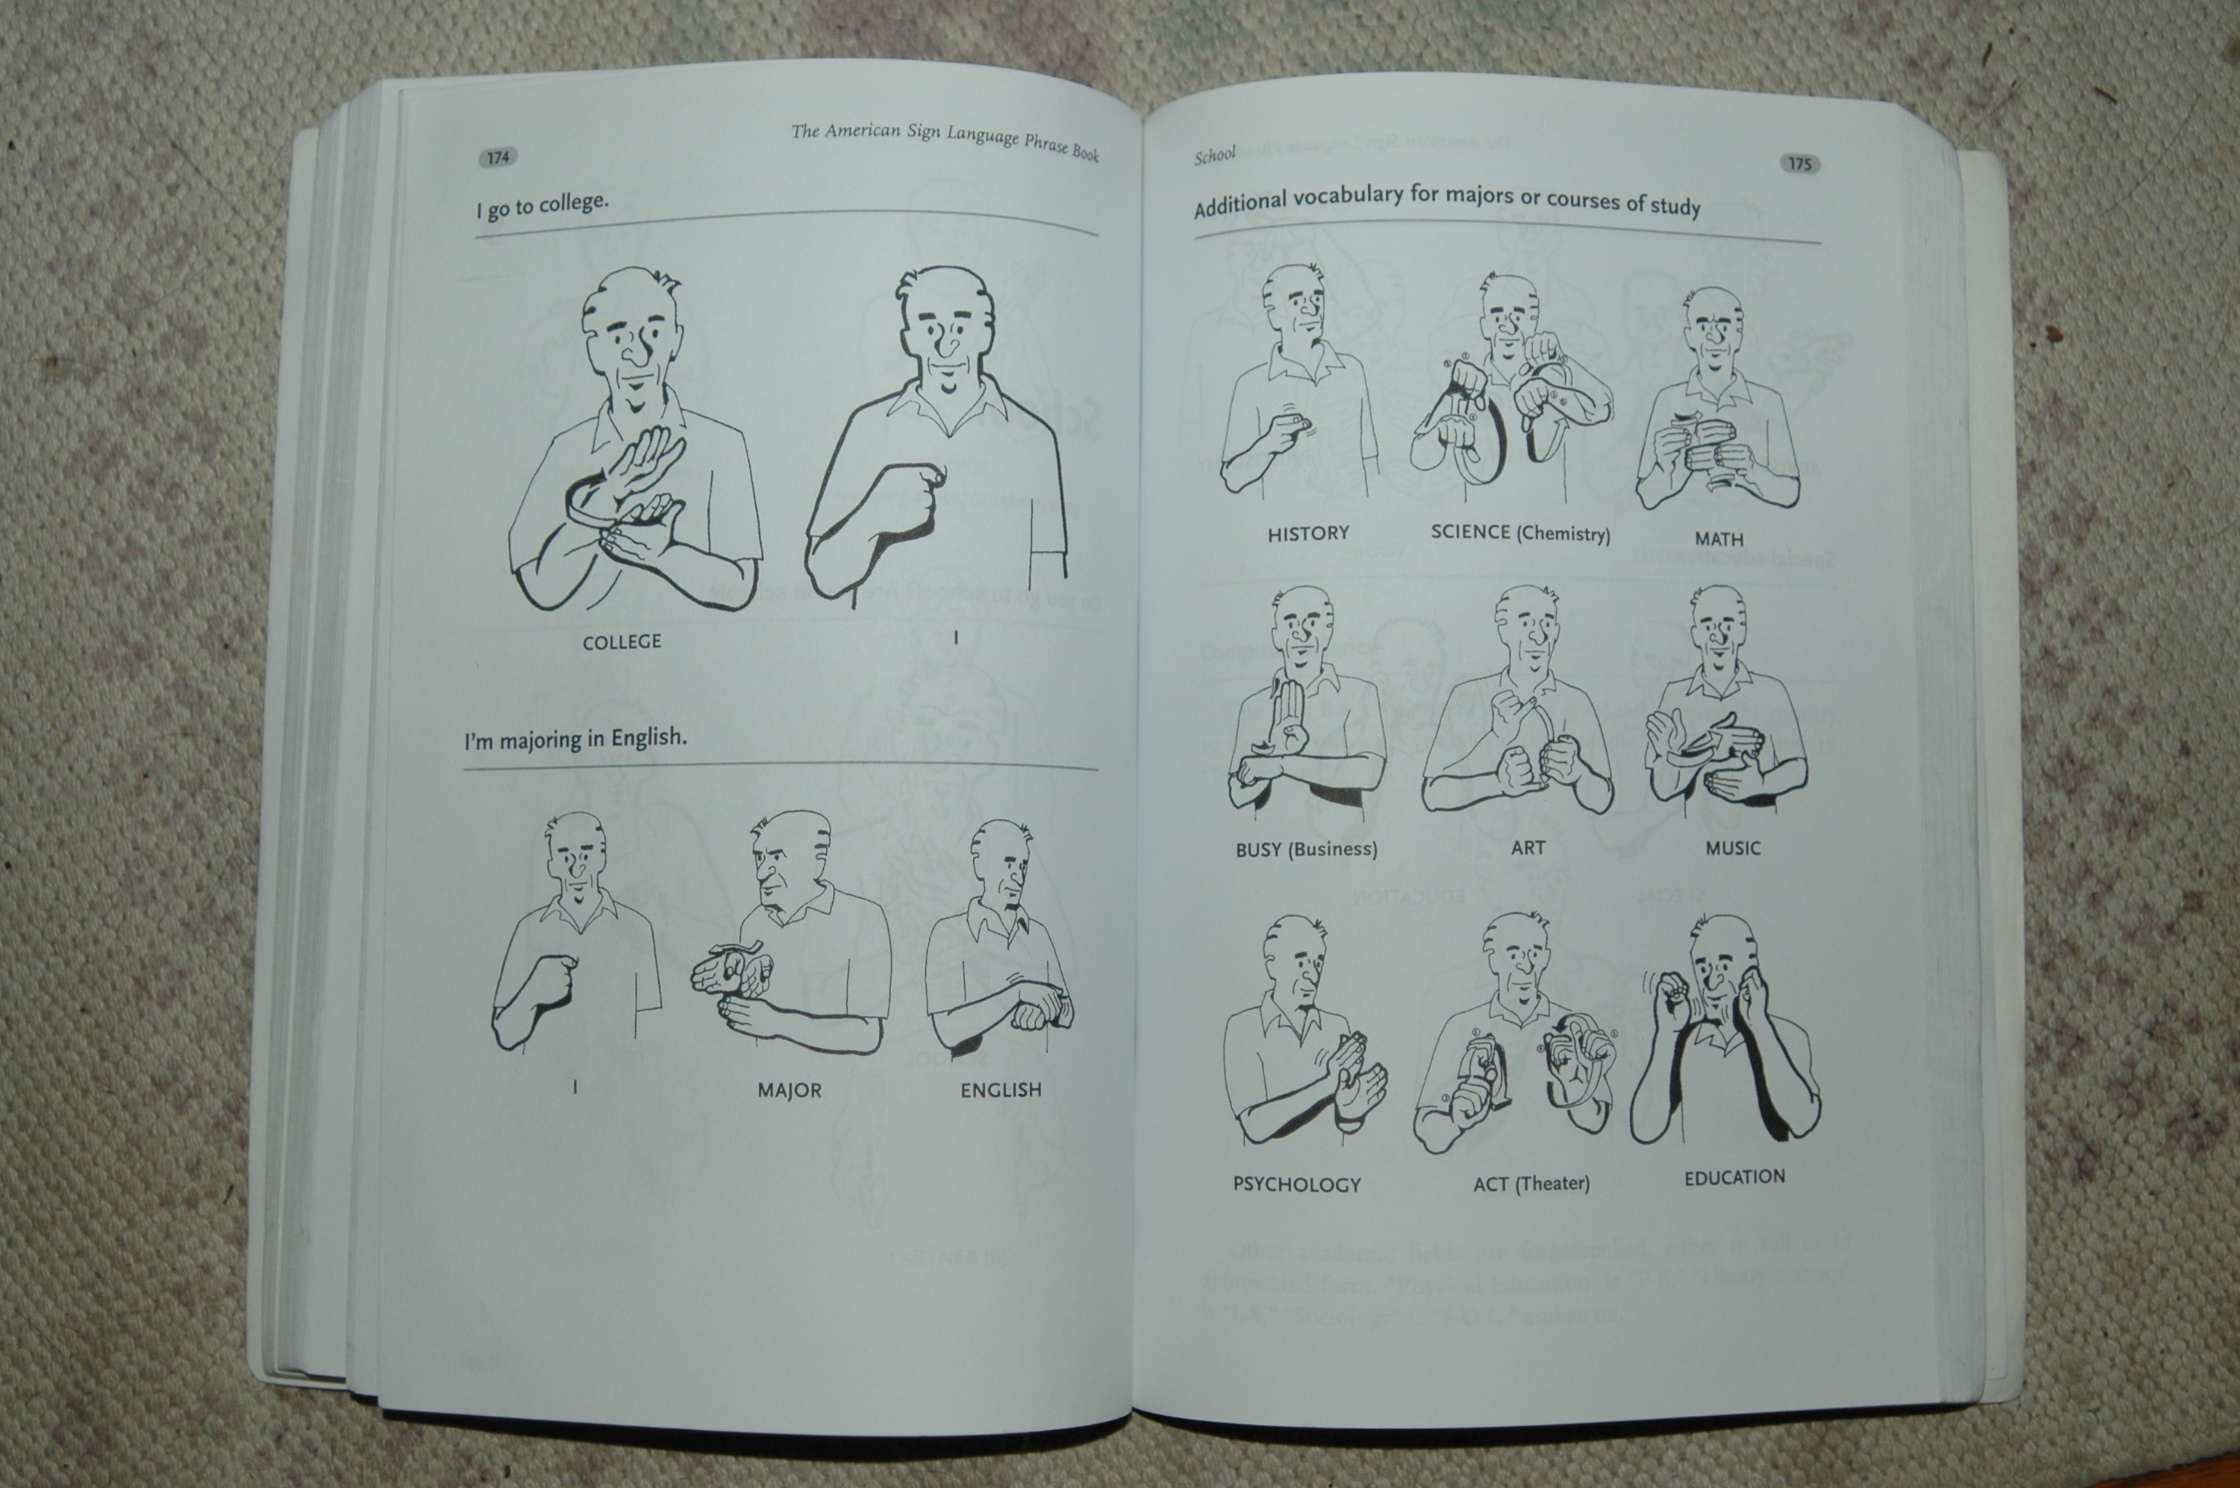 174
The American Sign Language Phrase Book
I go to college.
COLLEGE
I
I'm majoring in English.
I
MAJOR
ENGLISH
School
175
Additional vocabulary for majors or courses of study
HISTORY
SCIENCE (Chemistry)
MATH
BUSY (Business)
ART
MUSIC
PSYCHOLOGY
ACT (Theater)
EDUCATION